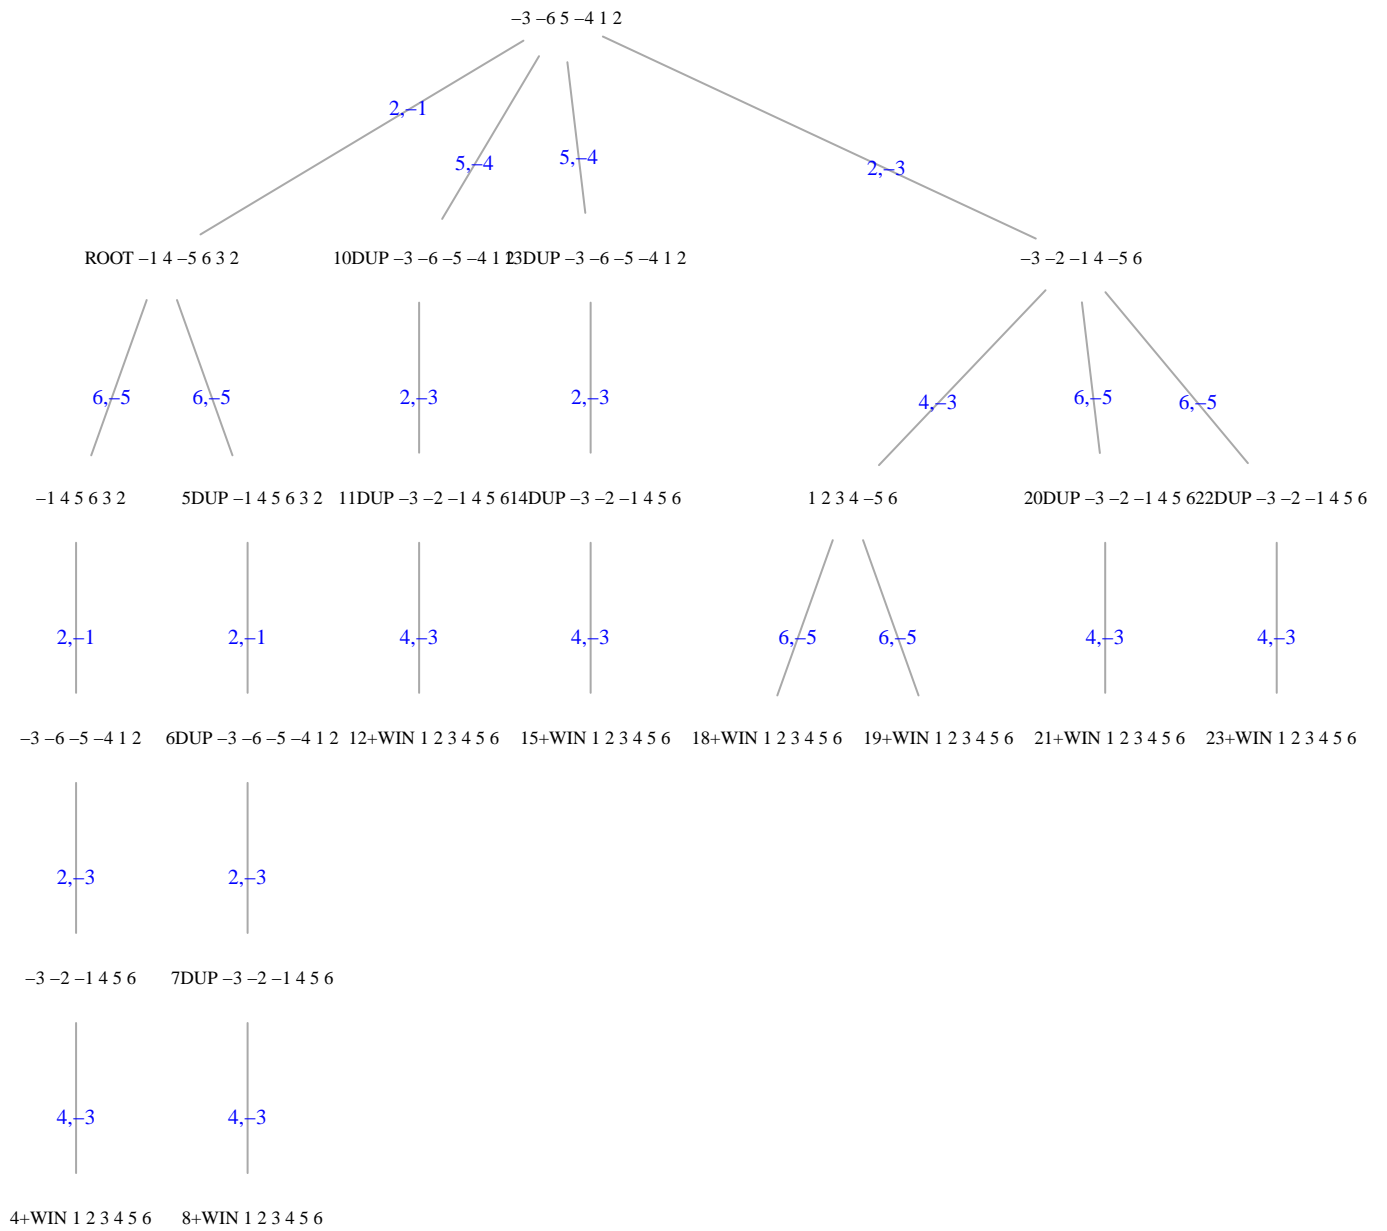 −3 −6 5 −4 1 2
2,−1
5,−4
5,−4
2,−3
ROOT −1 4 −5 6 3 2
10DUP −3 −6 −5 −4 1 2
13DUP −3 −6 −5 −4 1 2
−3 −2 −1 4 −5 6
6,−5
6,−5
2,−3
2,−3
4,−3
6,−5
6,−5
−1 4 5 6 3 2
5DUP −1 4 5 6 3 2
11DUP −3 −2 −1 4 5 6
14DUP −3 −2 −1 4 5 6
1 2 3 4 −5 6
20DUP −3 −2 −1 4 5 6
22DUP −3 −2 −1 4 5 6
2,−1
2,−1
4,−3
4,−3
6,−5
6,−5
4,−3
4,−3
−3 −6 −5 −4 1 2
6DUP −3 −6 −5 −4 1 2
12+WIN 1 2 3 4 5 6
15+WIN 1 2 3 4 5 6
18+WIN 1 2 3 4 5 6
19+WIN 1 2 3 4 5 6
21+WIN 1 2 3 4 5 6
23+WIN 1 2 3 4 5 6
2,−3
2,−3
−3 −2 −1 4 5 6
7DUP −3 −2 −1 4 5 6
4,−3
4,−3
4+WIN 1 2 3 4 5 6
8+WIN 1 2 3 4 5 6